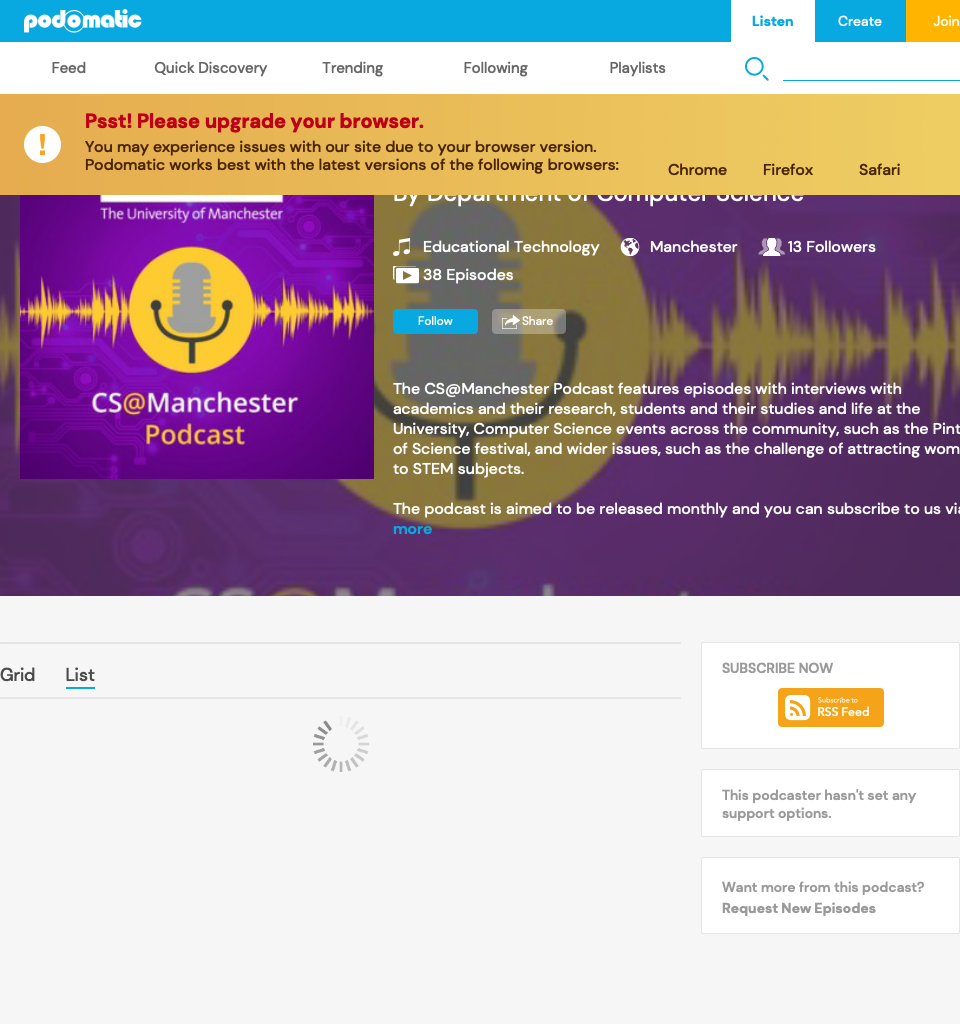 podomatic
Listen
Create
Join
Feed
Quick Discovery
Trending
Following
Playlists
Psst! Please upgrade your browser.
You may experience issues with our site due to your browser version.
Podomatic works best with the latest versions of the following browsers:
Chrome
Firefox
Safari
The University of Manchester
CS@Manchester
Podcast
By Department of Computer Science
Educational Technology
Manchester
13 Followers
38 Episodes
Follow
Share
The CS@Manchester Podcast features episodes with interviews with
academics and their research, students and their studies and life at the
University, Computer Science events across the community, such as the Pint
of Science festival, and wider issues, such as the challenge of attracting wom
to STEM subjects.
The podcast is aimed to be released monthly and you can subscribe to us via
more
Grid
List
SUBSCRIBE NOW
Subscribe to
RSS Feed
This podcaster hasn't set any
support options.
Want more from this podcast?
Request New Episodes